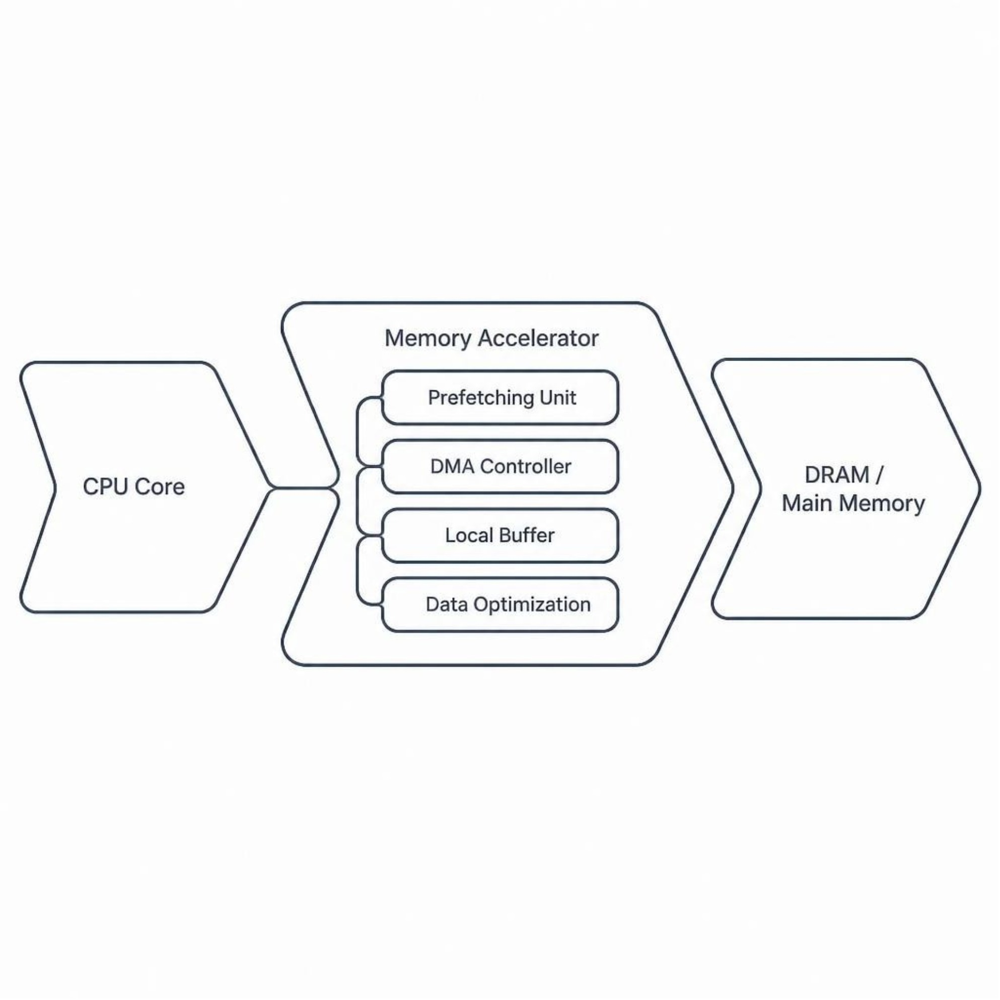 CPU Core
Memory Accelerator
Prefetching Unit
DMA Controller
Local Buffer
Data Optimization
DRAM /
Main Memory